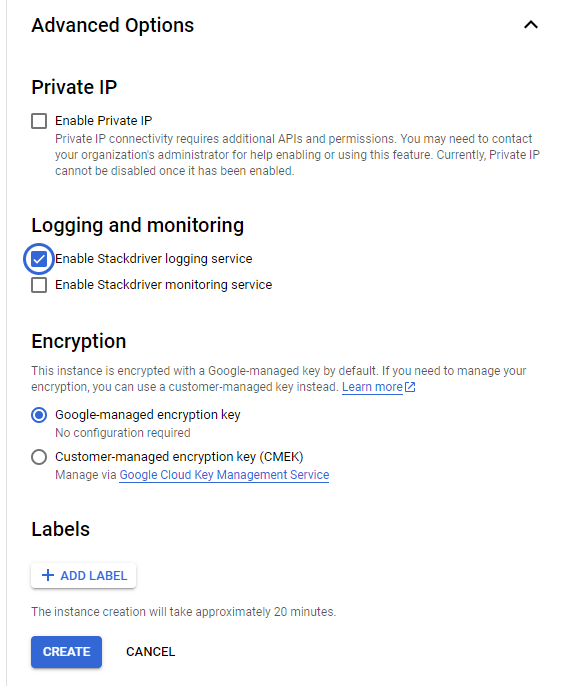 Advanced Options
Private IP
Enable Private IP
Private IP connectivity requires additional APIs and permissions. You may need to contact
your organization's administrator for help enabling or using this feature. Currently, Private IP
cannot be disabled once it has been enabled.
Logging and monitoring
Enable Stackdriver logging service
Enable Stackdriver monitoring service
Encryption
This instance is encrypted with a Google-managed key by default. If you need to manage your
encryption, you can use a customer-managed key instead. Learn more
Google-managed encryption key
No configuration required
Customer-managed encryption key (CMEK)
Manage via Google Cloud Key Management Service
Labels
+ ADD LABEL
The instance creation will take approximately 20 minutes.
CREATE CANCEL